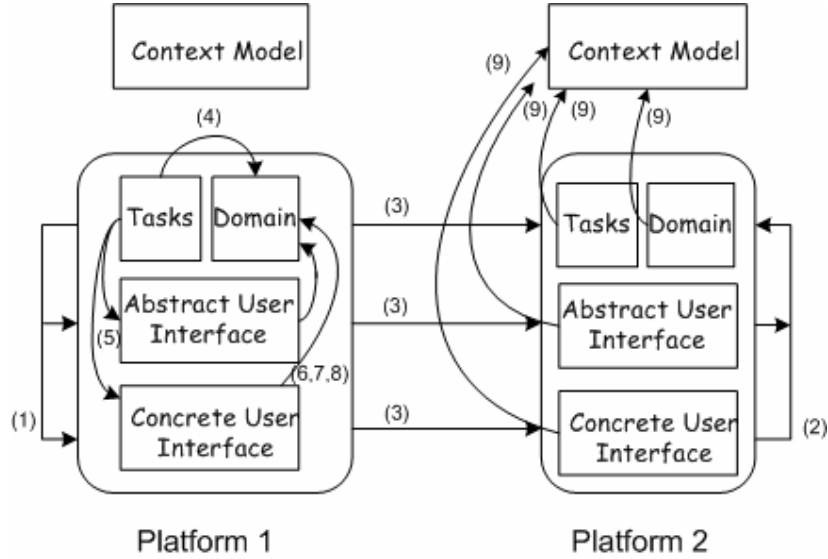 Context Model
Context Model
(9)
(9)
(9)
(9)
(4)
Tasks
Domain
(3)
Tasks
Domain
Abstract User
Interface
(3)
Abstract User
Interface
(5)
(6,7,8)
(1)
Concrete User
Interface
(3)
Concrete User
Interface
(2)
Platform 1
Platform 2